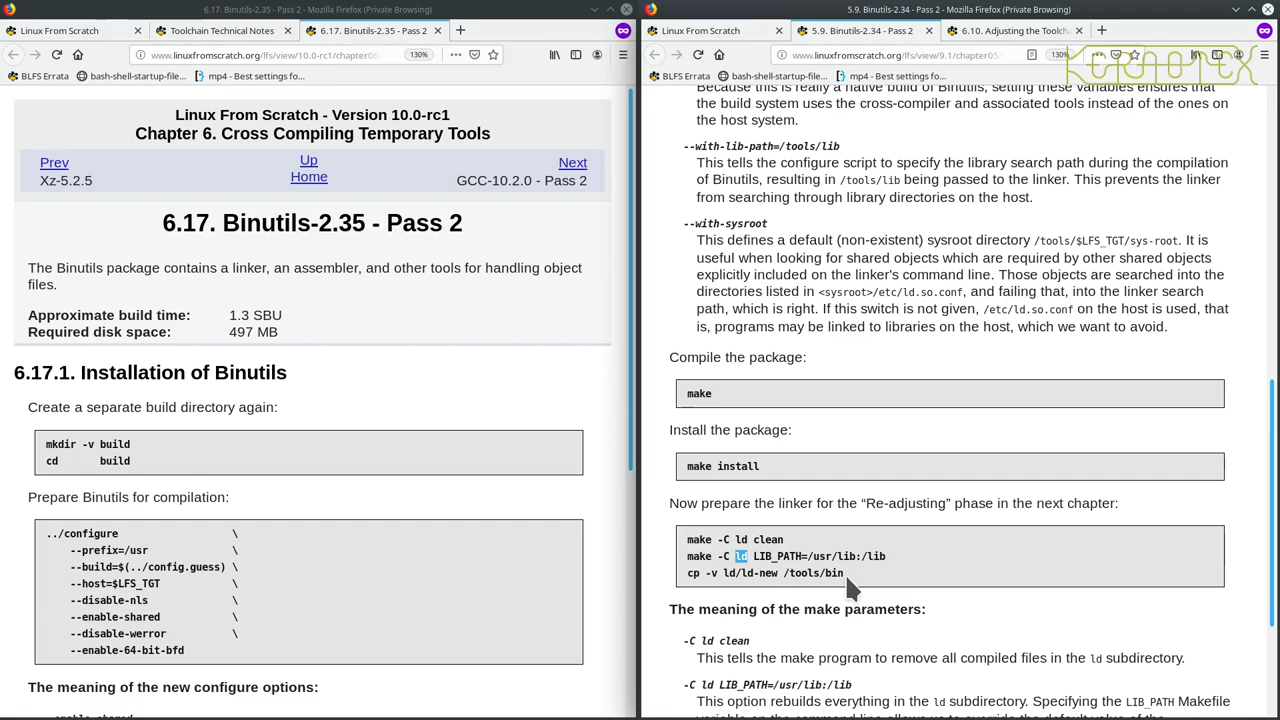 6.17. Binutils-2.35 - Pass 2 - Mozilla Firefox (Private Browsing)
Linux From Scratch
Toolchain Technical Notes
6.17. Binutils-2.35 - Pass 2
www.linuxfromscratch.org/lfs/view/10.0-rc1/chapter06
130%
BLFS Errata
bash-shell-startup-file...
mp4 - Best settings fo...
Linux From Scratch - Version 10.0-rc1
Chapter 6. Cross Compiling Temporary Tools
Prev
Up
Next
Xz-5.2.5
Home
GCC-10.2.0 - Pass 2
6.17. Binutils-2.35 - Pass 2
The Binutils package contains a linker, an assembler, and other tools for handling object
files.
Approximate build time: 1.3 SBU
Required disk space: 497 MB
6.17.1. Installation of Binutils
Create a separate build directory again:
mkdir -v build
cd build
Prepare Binutils for compilation:
../configure \
--prefix=/usr \
--build=$(../config.guess) \
--host=$LFS_TGT \
--disable-nls \
--enable-shared \
--disable-werror \
--enable-64-bit-bfd
The meaning of the new configure options:
5.9. Binutils-2.34 - Pass 2 - Mozilla Firefox (Private Browsing)
Linux From Scratch
5.9. Binutils-2.34 - Pass 2
6.10. Adjusting the Toolch
www.linuxfromscratch.org/lfs/view/9.1/chapter05/
130%
BLFS Errata
bash-shell-startup-file...
mp4 - Best settings fo...
Because this is really a native build of Binutils, setting these variables ensures that
the build system uses the cross-compiler and associated tools instead of the ones on
the host system.
--with-lib-path=/tools/lib
This tells the configure script to specify the library search path during the compilation
of Binutils, resulting in /tools/lib being passed to the linker. This prevents the linker
from searching through library directories on the host.
--with-sysroot
This defines a default (non-existent) sysroot directory /tools/$LFS_TGT/sys-root. It is
useful when looking for shared objects which are required by other shared objects
explicitly included on the linker's command line. Those objects are searched into the
directories listed in <sysroot>/etc/ld.so.conf, and failing that, into the linker search
path, which is right. If this switch is not given, /etc/ld.so.conf on the host is used, that
is, programs may be linked to libraries on the host, which we want to avoid.
Compile the package:
make
Install the package:
make install
Now prepare the linker for the “Re-adjusting” phase in the next chapter:
make -C ld clean
make -C ld LIB_PATH=/usr/lib:/lib
cp -v ld/ld-new /tools/bin
The meaning of the make parameters:
-C ld clean
This tells the make program to remove all compiled files in the ld subdirectory.
-C ld LIB_PATH=/usr/lib:/lib
This option rebuilds everything in the ld subdirectory. Specifying the LIB_PATH Makefile